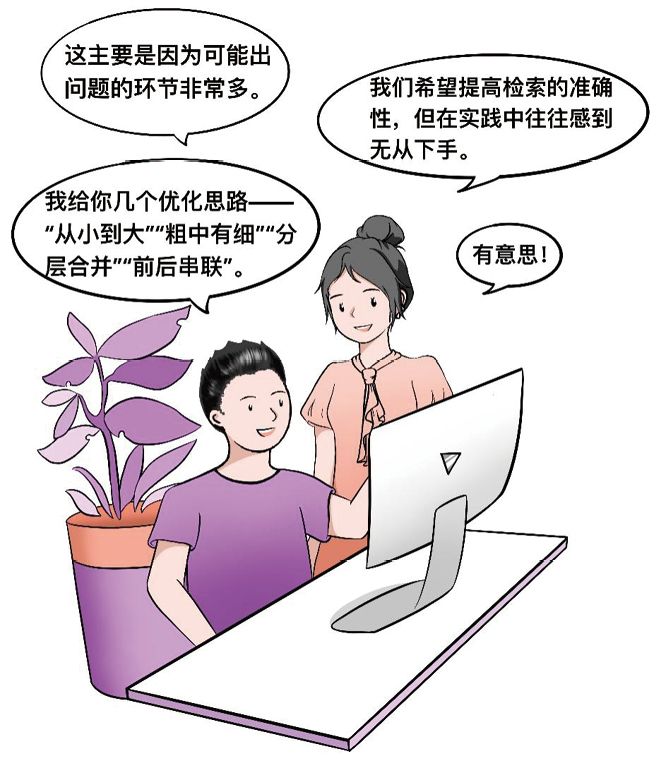 我们希望提高检索的准确
性，但在实践中往往感到
无从下手。
这主要是因为可能出
问题的环节非常多。
我给你几个优化思路——
“从小到大”“粗中有细”“分
层合并”“前后串联”。
有意思！